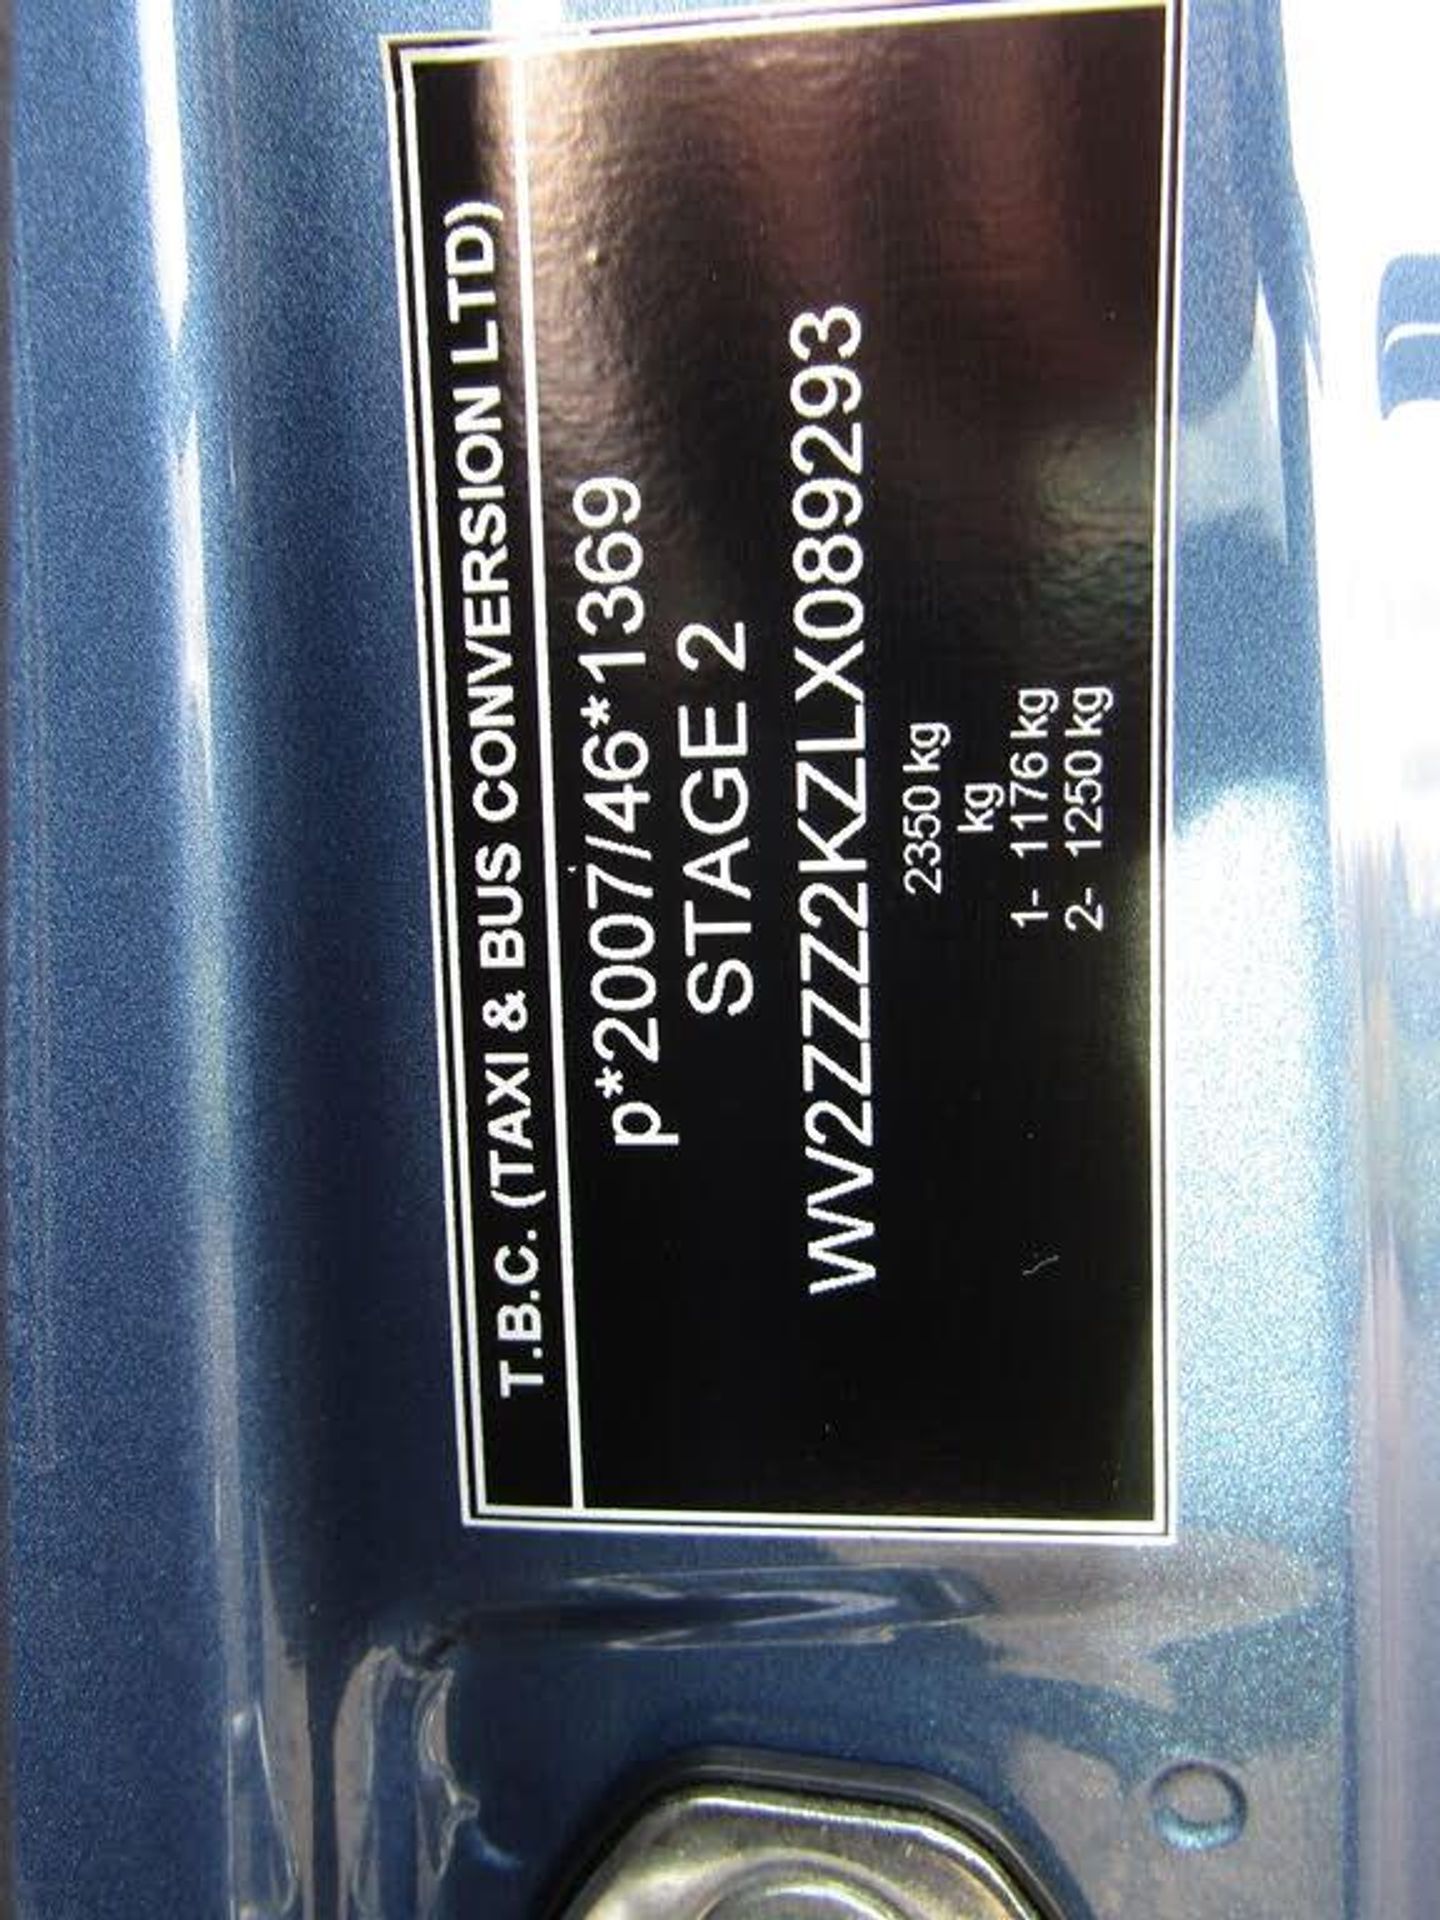 T.B.C. (TAXI & BUS CONVERSION LTD)
p*2007/46*1369
STAGE 2
WV2ZZZ2KZLX089293
2350 kg
kg
1- 1176 kg
2- 1250 kg